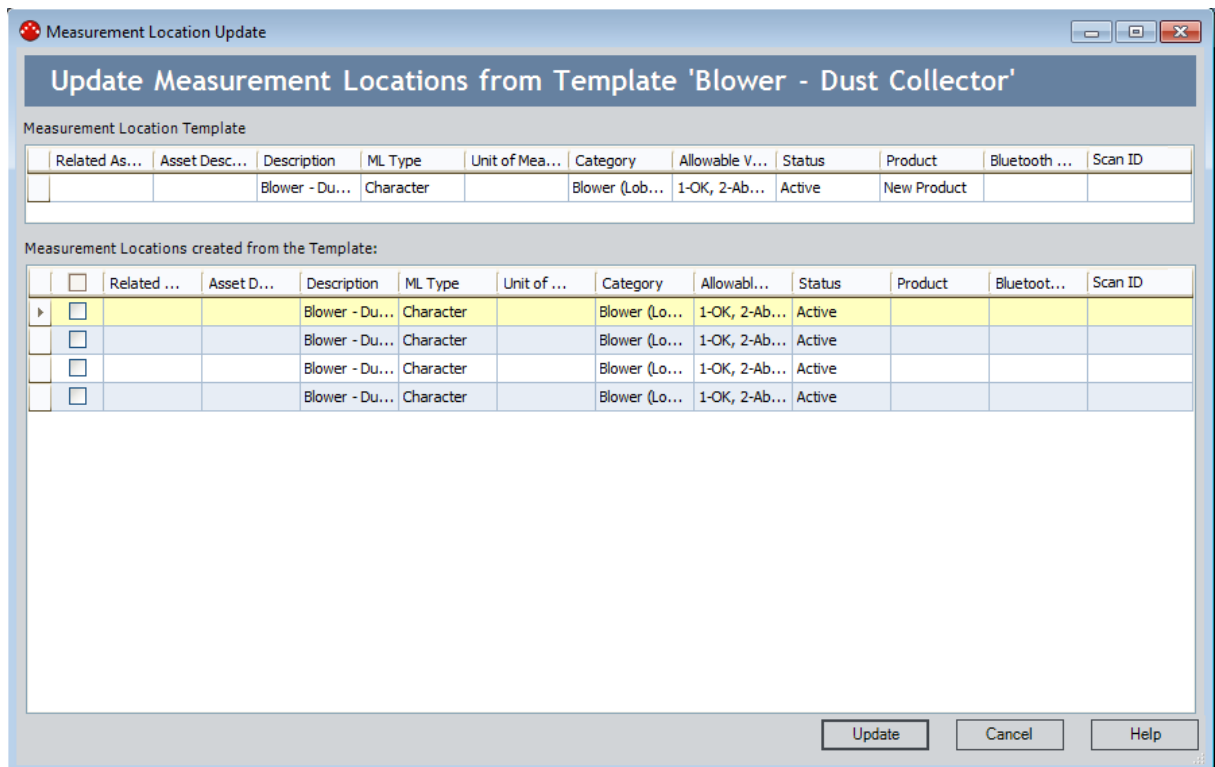 Measurement Location Update
Update Measurement Locations from Template 'Blower - Dust Collector'
Measurement Location Template
Related As... Asset Desc... Description ML Type Unit of Mea... Category Allowable V... Status Product Bluetooth ... Scan ID
Blower - Du... Character Blower (Lob... 1-OK, 2-Ab... Active New Product
Measurement Locations created from the Template:
Related ... Asset D... Description ML Type Unit of ... Category Allowabl... Status Product Bluetoot... Scan ID
Blower - Du... Character Blower (Lo... 1-OK, 2-Ab... Active
Blower - Du... Character Blower (Lo... 1-OK, 2-Ab... Active
Blower - Du... Character Blower (Lo... 1-OK, 2-Ab... Active
Blower - Du... Character Blower (Lo... 1-OK, 2-Ab... Active
Update Cancel Help